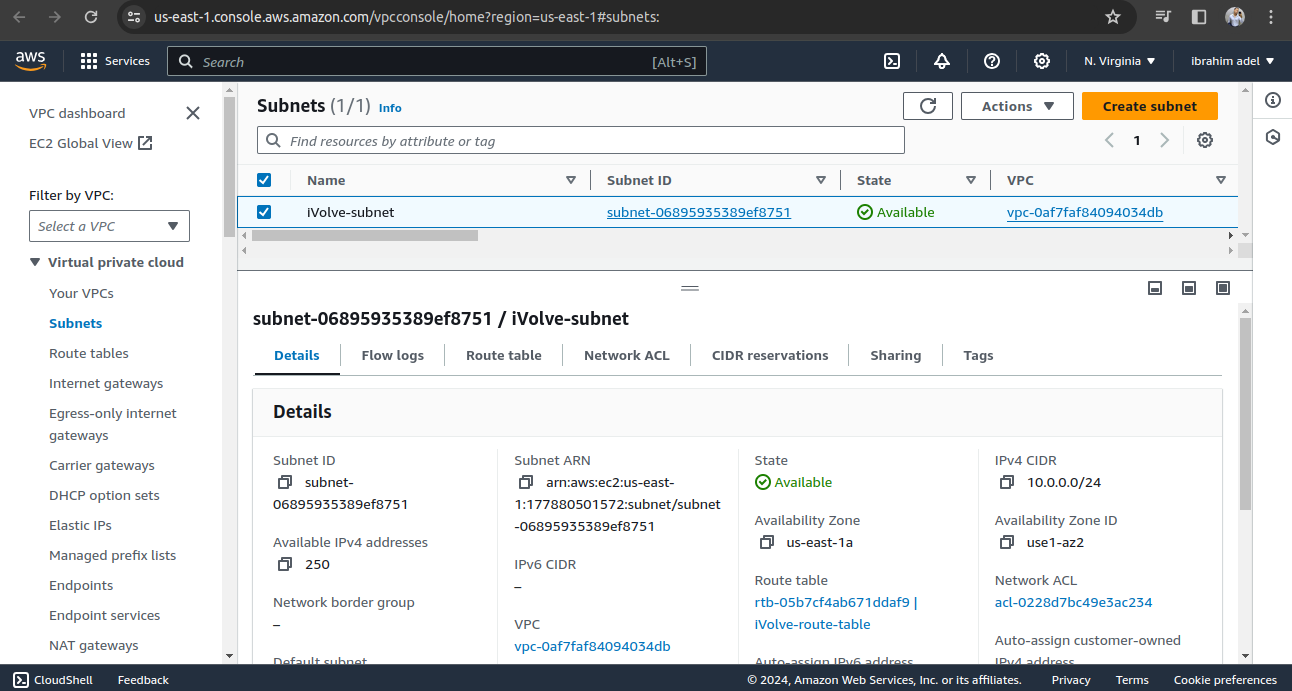 us-east-1.console.aws.amazon.com/vpcconsole/home?region=us-east-1#subnets:
aws
Services
Search
[Alt+S]
N. Virginia
ibrahim adel
VPC dashboard
EC2 Global View
Filter by VPC:
Select a VPC
Virtual private cloud
Your VPCs
Subnets
Route tables
Internet gateways
Egress-only internet
gateways
Carrier gateways
DHCP option sets
Elastic IPs
Managed prefix lists
Endpoints
Endpoint services
NAT gateways
Subnets (1/1) Info
Actions
Create subnet
Find resources by attribute or tag
1
Name
Subnet ID
State
VPC
iVolve-subnet
subnet-06895935389ef8751
Available
vpc-0af7faf84094034db
subnet-06895935389ef8751 / iVolve-subnet
Details
Flow logs
Route table
Network ACL
CIDR reservations
Sharing
Tags
Details
Subnet ID
subnet-
06895935389ef8751
Available IPv4 addresses
250
Network border group
–
Default subnet
Subnet ARN
arn:aws:ec2:us-east-
1:177880501572:subnet/subnet
-06895935389ef8751
IPv6 CIDR
–
VPC
vpc-0af7faf84094034db
State
Available
Availability Zone
us-east-1a
Route table
rtb-05b7cf4ab671ddaf9 |
iVolve-route-table
Auto-assign IPv6 address
IPv4 CIDR
10.0.0.0/24
Availability Zone ID
use1-az2
Network ACL
acl-0228d7bc49e3ac234
Auto-assign customer-owned
IPv4 address
CloudShell
Feedback
© 2024, Amazon Web Services, Inc. or its affiliates.
Privacy
Terms
Cookie preferences